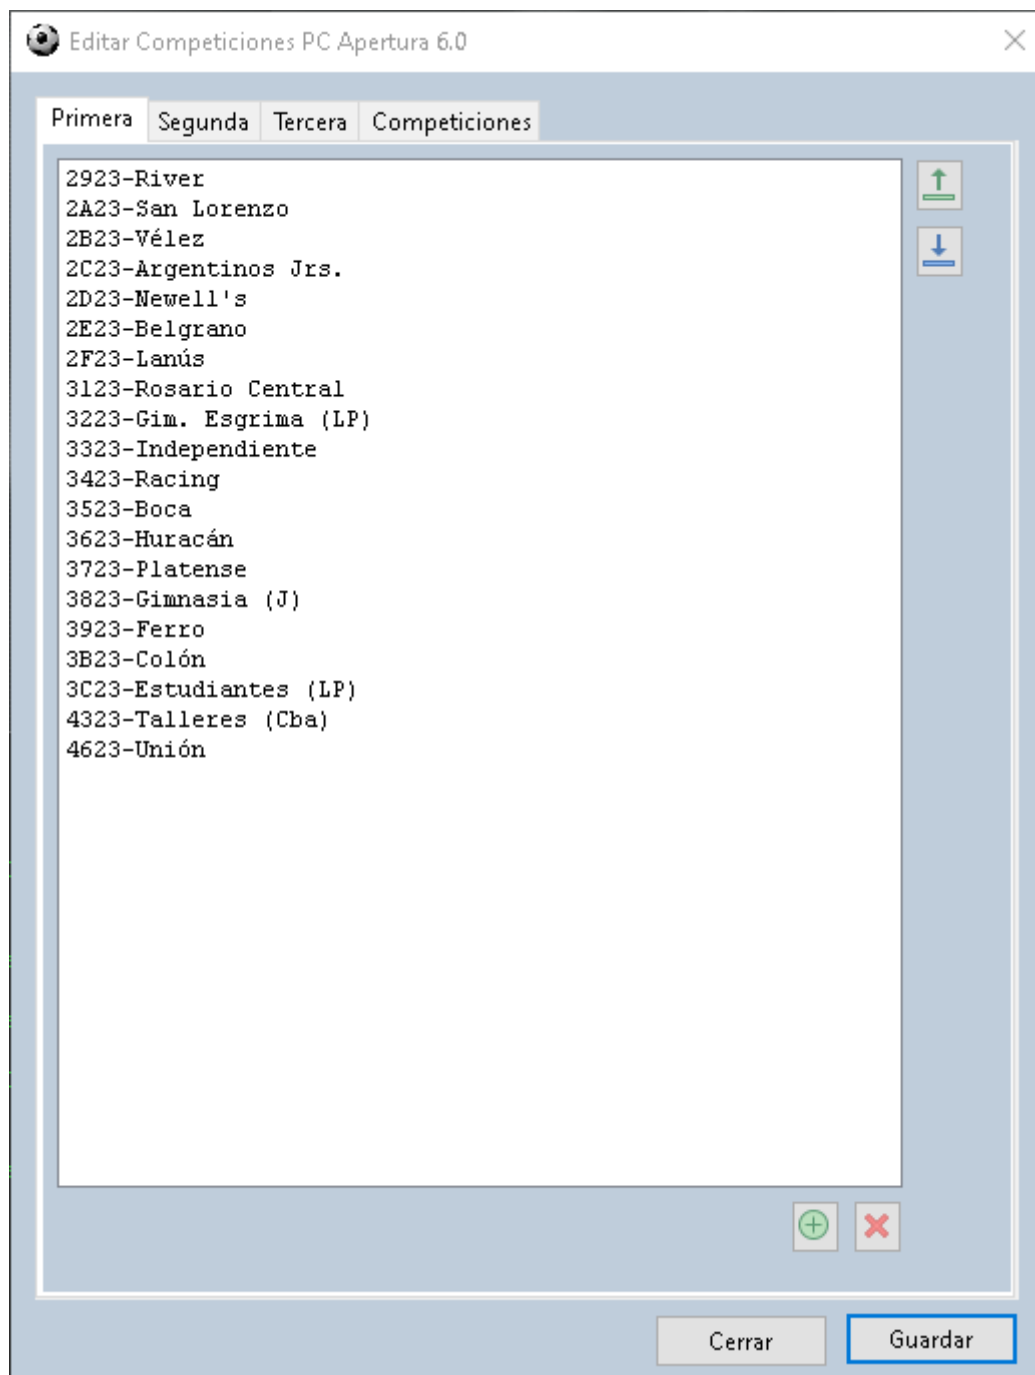 Editar Competiciones PC Apertura 6.0
Primera Segunda Tercera Competiciones
2923-River
2A23-San Lorenzo
2B23-Vélez
2C23-Argentinos Jrs.
2D23-Newell's
2E23-Belgrano
2F23-Lanús
3123-Rosario Central
3223-Gim. Esgrima (LP)
3323-Independiente
3423-Racing
3523-Boca
3623-Huracán
3723-Platense
3823-Gimnasia (J)
3923-Ferro
3B23-Colón
3C23-Estudiantes (LP)
4323-Talleres (Cba)
4623-Unión
Cerrar Guardar